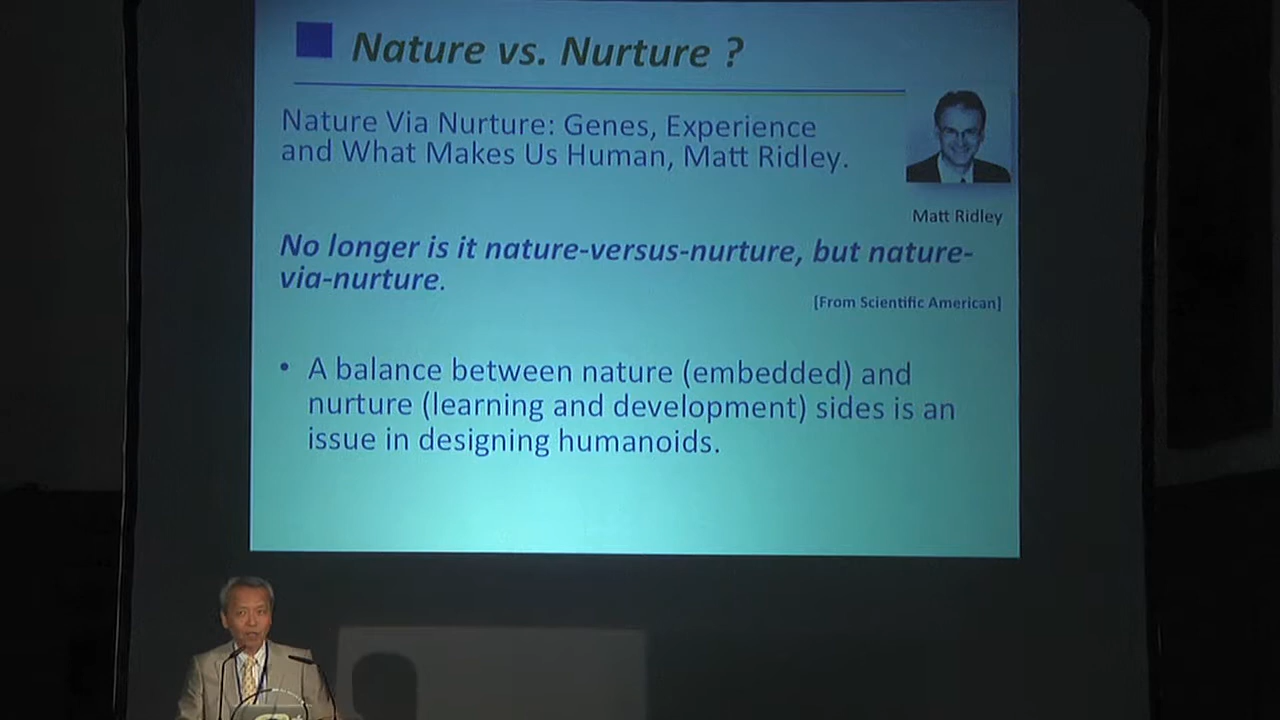 Nature vs. Nurture ?
Nature Via Nurture: Genes, Experience
and What Makes Us Human, Matt Ridley.
Matt Ridley
No longer is it nature-versus-nurture, but nature-
via-nurture.
[From Scientific American]
• A balance between nature (embedded) and
nurture (learning and development) sides is an
issue in designing humanoids.